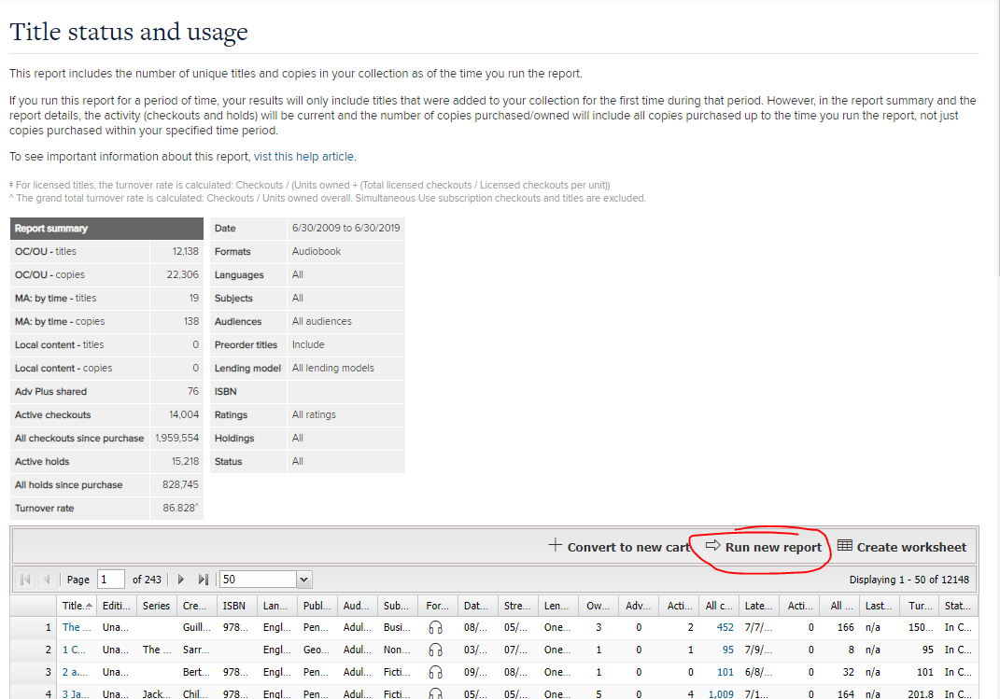 Title status and usage
This report includes the number of unique titles and copies in your collection as of the time you run the report.
If you run this report for a period of time, your results will only include titles that were added to your collection for the first time during that period. However, in the report summary and the
report details, the activity (checkouts and holds) will be current and the number of copies purchased/owned will include all copies purchased up to the time you run the report, not just
copies purchased within your specified time period.
To see important information about this report, vist this help article.
‡ For licensed titles, the turnover rate is calculated: Checkouts / (Units owned + (Total licensed checkouts / Licensed checkouts per unit))
^ The grand total turnover rate is calculated: Checkouts / Units owned overall. Simultaneous Use subscription checkouts and titles are excluded.
Report summary Date 6/30/2009 to 6/30/2019
OC/OU - titles 12,138 Formats Audiobook
OC/OU - copies 22,306 Languages All
MA: by time - titles 19 Subjects All
MA: by time - copies 138 Audiences All audiences
Local content - titles 0 Preorder titles Include
Local content - copies 0 Lending model All lending models
Adv Plus shared 76 ISBN
Active checkouts 14,004 Ratings All ratings
All checkouts since purchase 1,959,554 Holdings All
Active holds 15,218 Status All
All holds since purchase 828,745
Turnover rate 86.828^
Convert to new cart Run new report Create worksheet
Page 1 of 243 50 Displaying 1 - 50 of 12148
Title Editi... Series Cre... ISBN Lan... Publ... Aud... Sub... For... Dat... Stre... Len... Ow... Adv... Acti... All c... Late... Acti... All ... Last... Tur... Stat...
1 The ... Una... Guill... 978... Engl... Pen... Adul... Busi... 08/... 05/... One... 3 0 2 452 7/7/... 0 166 n/a 150... In C...
2 1 C... Una... The ... Sarr... Engl... Geo... Adul... Non... 03/... 07/... One... 1 0 1 95 7/9/... 0 8 n/a 95 In C...
3 2 a... Una... Bert... 978... Engl... Pen... Adul... Ficti... 09/... 08/... One... 1 0 0 101 6/8/... 0 32 n/a 101 In C...
4 3 Ja... Una... Jack... Chil... 978... Engl... Pen... Adul... Ficti... 05/... 05/... One... 5 0 4 1,009 7/1... 0 164 n/a 201.8 In C...